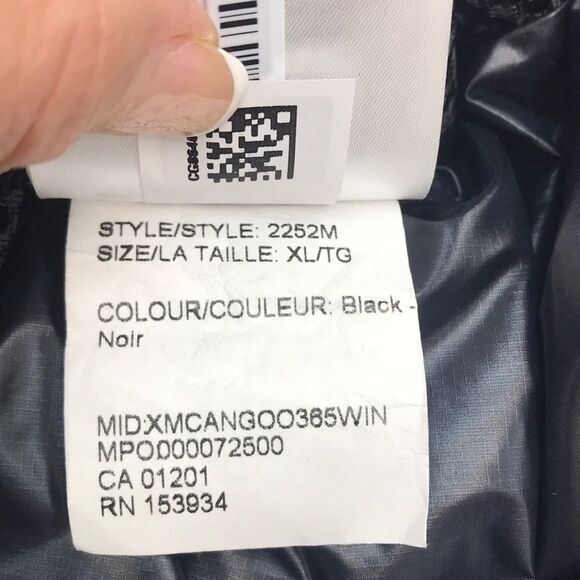 STYLE/STYLE: 2252M
SIZE/LA TAILLE: XL/TG
COLOUR/COULEUR: Black -
Noir
MID:XMCANGOO365WIN
MPO000072500
CA 01201
RN 153934